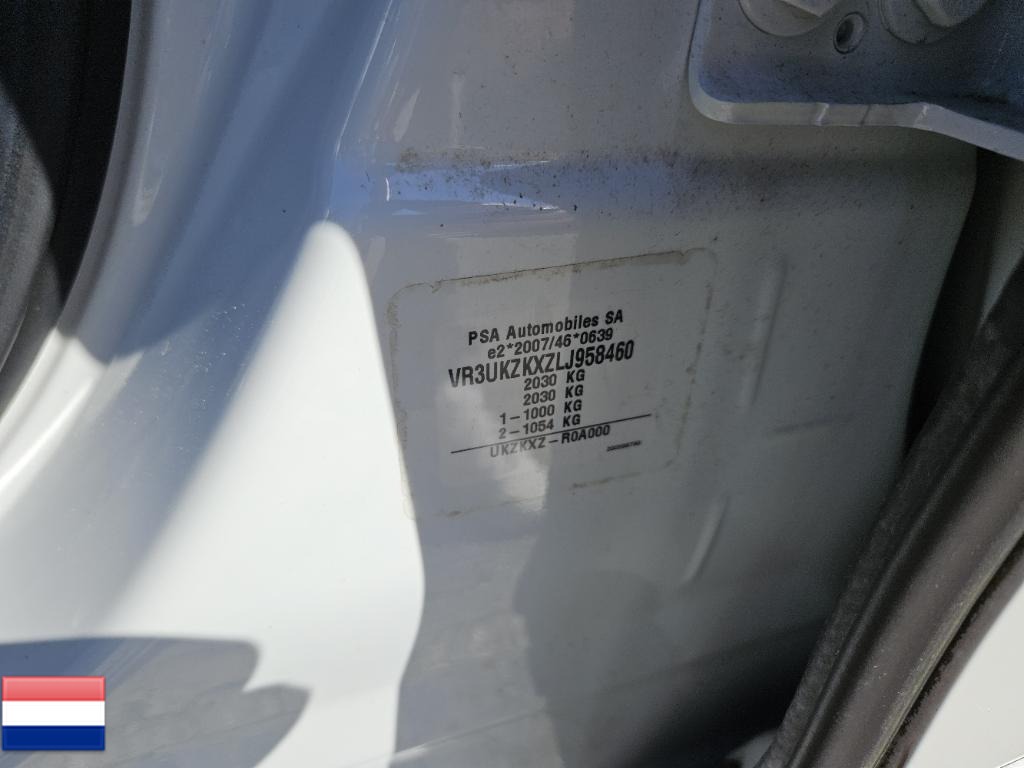 PSA Automobiles SA
e2*2007/46*0639
VR3UKZKXZLJ958460
2030 KG
2030 KG
1-1000 KG
2-1054 KG
UKZKXZ-R0A000